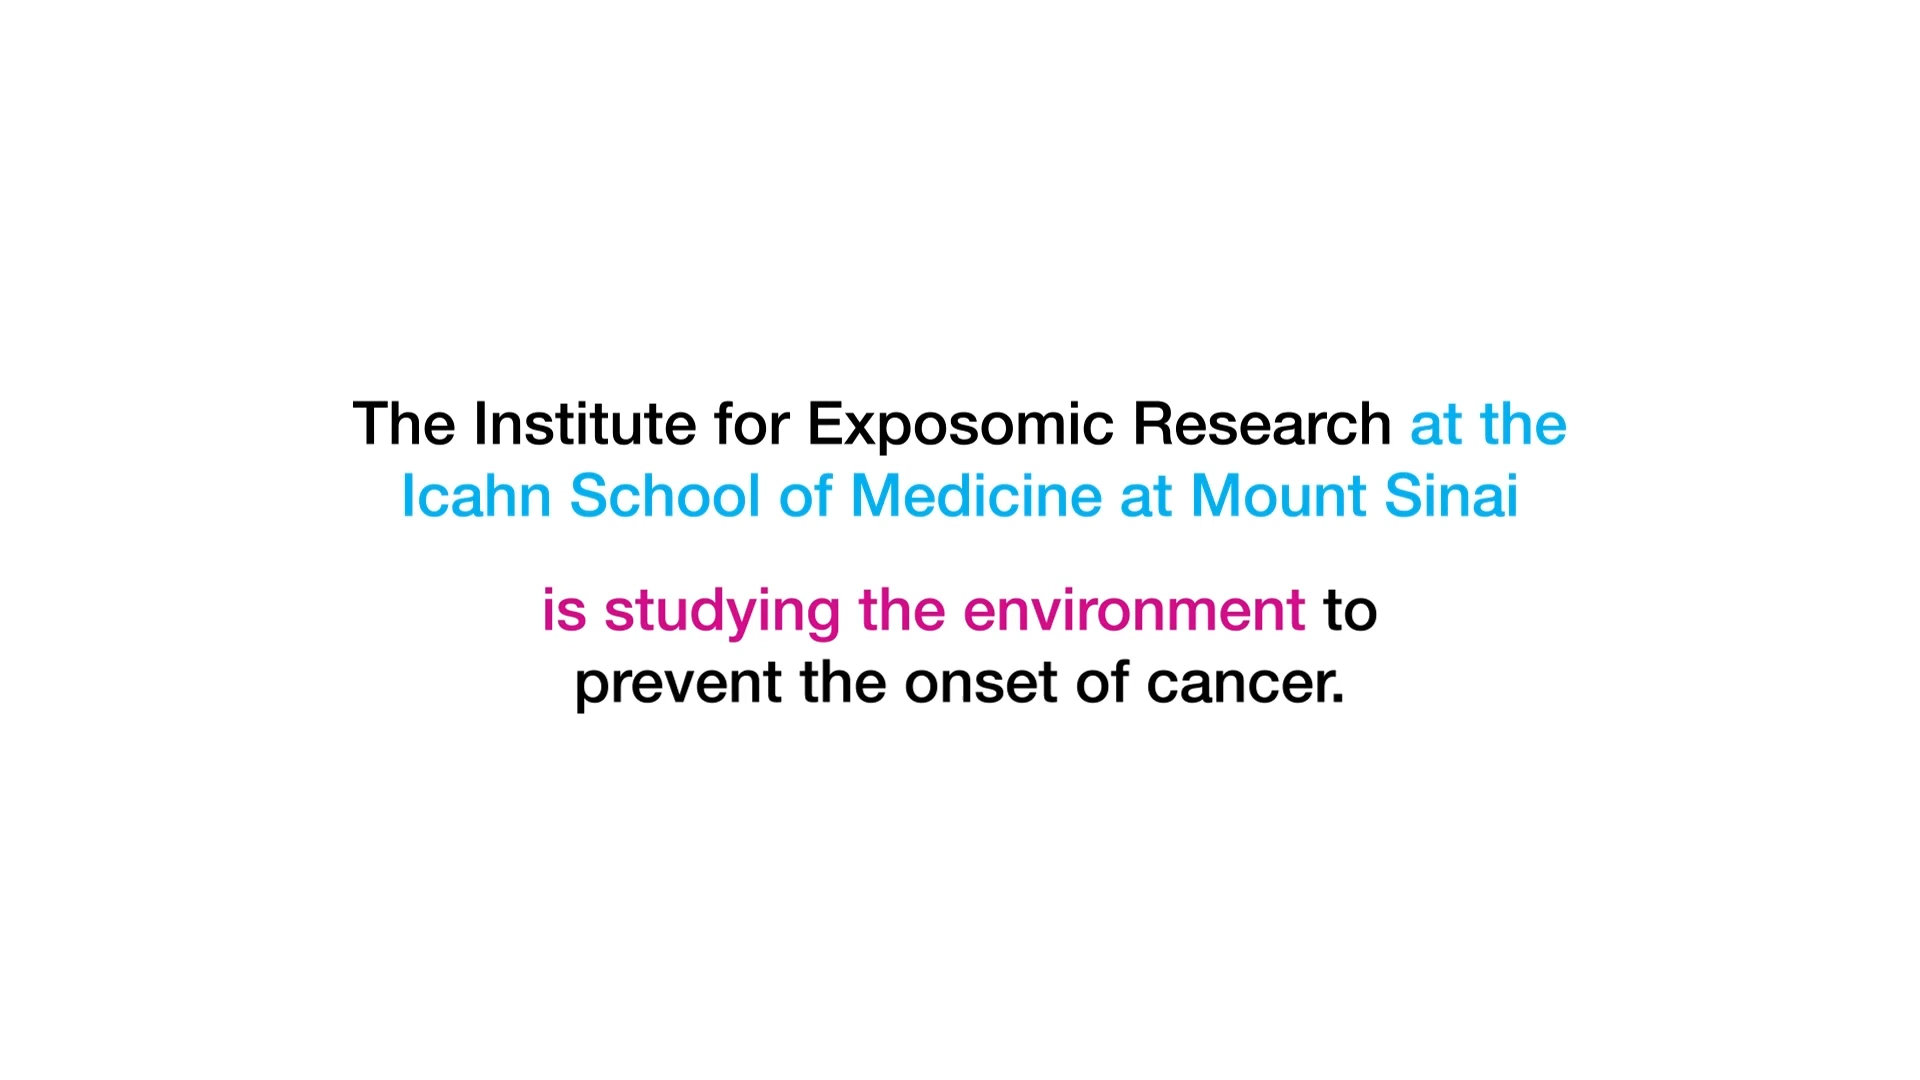 The Institute for Exposomic Research at the
Icahn School of Medicine at Mount Sinai
is studying the environment to
prevent the onset of cancer.